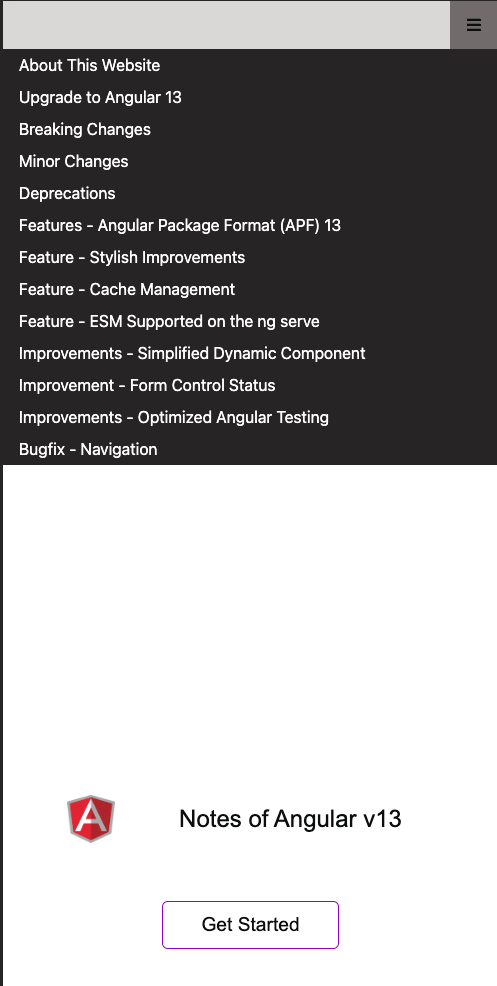 About This Website
Upgrade to Angular 13
Breaking Changes
Minor Changes
Deprecations
Features - Angular Package Format (APF) 13
Feature - Stylish Improvements
Feature - Cache Management
Feature - ESM Supported on the ng serve
Improvements - Simplified Dynamic Component
Improvement - Form Control Status
Improvements - Optimized Angular Testing
Bugfix - Navigation
A
Notes of Angular v13
Get Started